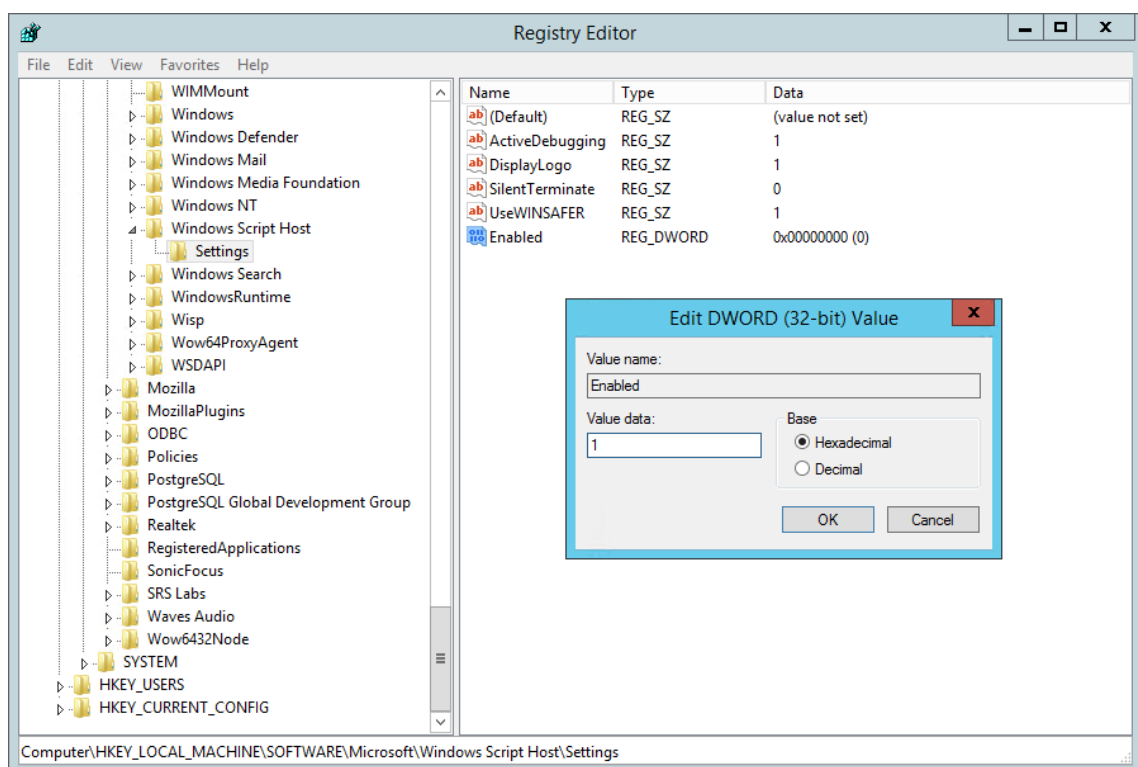 Registry Editor
File Edit View Favorites Help
WIMMount
Windows
Windows Defender
Windows Mail
Windows Media Foundation
Windows NT
Windows Script Host
Settings
Windows Search
WindowsRuntime
Wisp
Wow64ProxyAgent
WSDAPI
Mozilla
MozillaPlugins
ODBC
Policies
PostgreSQL
PostgreSQL Global Development Group
Realtek
RegisteredApplications
SonicFocus
SRS Labs
Waves Audio
Wow6432Node
SYSTEM
HKEY_USERS
HKEY_CURRENT_CONFIG
Name Type Data
(Default) REG_SZ (value not set)
ActiveDebugging REG_SZ 1
DisplayLogo REG_SZ 1
SilentTerminate REG_SZ 0
UseWINSAFER REG_SZ 1
Enabled REG_DWORD 0x00000000 (0)
Edit DWORD (32-bit) Value
Value name:
Enabled
Value data:
1
Base
Hexadecimal
Decimal
OK Cancel
Computer\HKEY_LOCAL_MACHINE\SOFTWARE\Microsoft\Windows Script Host\Settings